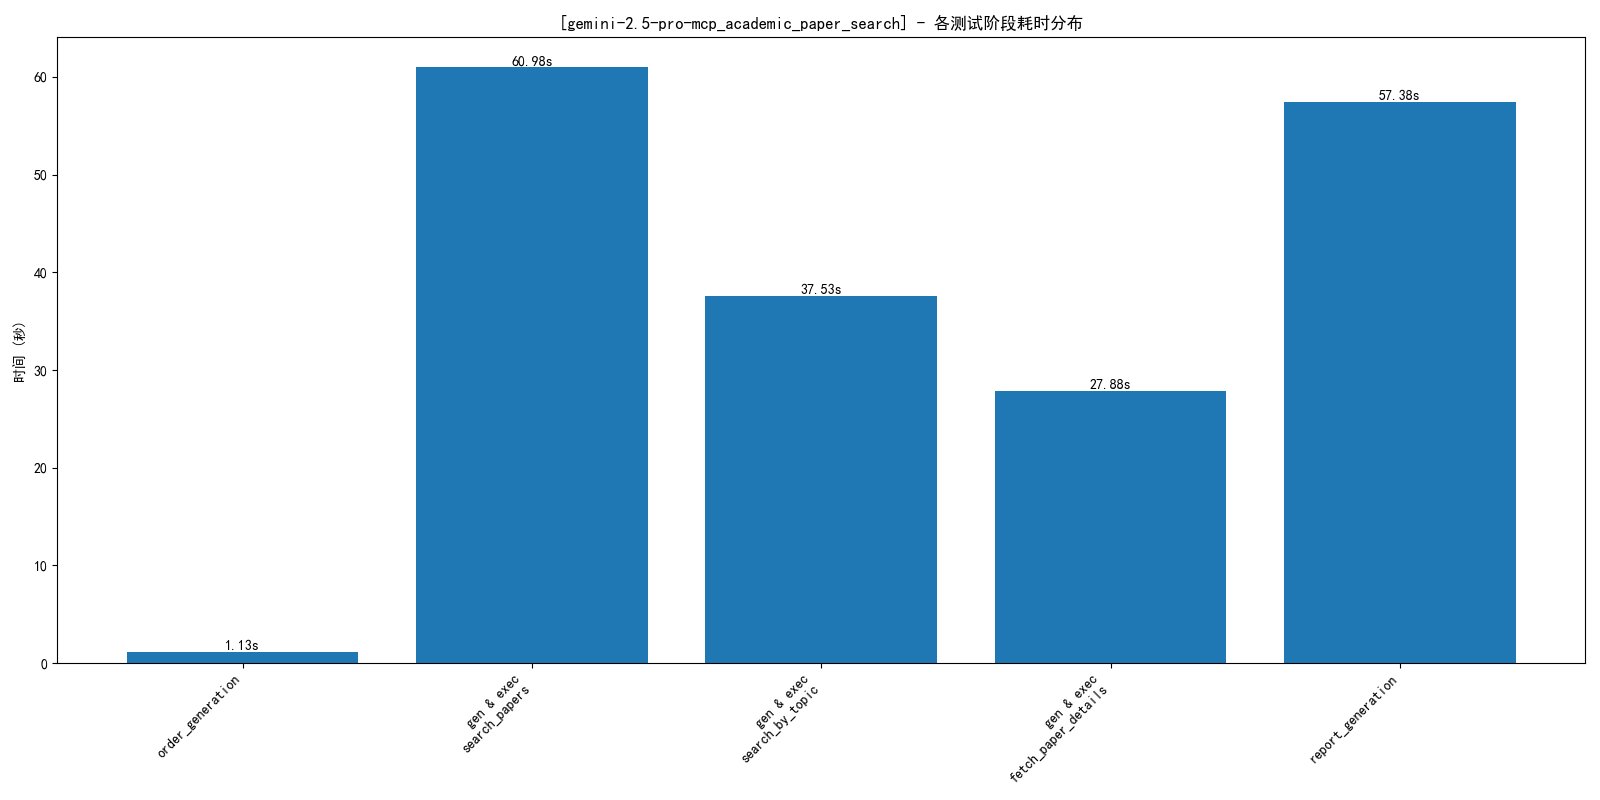 [gemini-2.5-pro-mcp_academic_paper_search] - 各测试阶段耗时分布
时间 (秒)
60
50
40
30
20
10
0
1.13s
60.98s
37.53s
27.88s
57.38s
order_generation
gen & exec
search_papers
gen & exec
search_by_topic
gen & exec
fetch_paper_details
report_generation